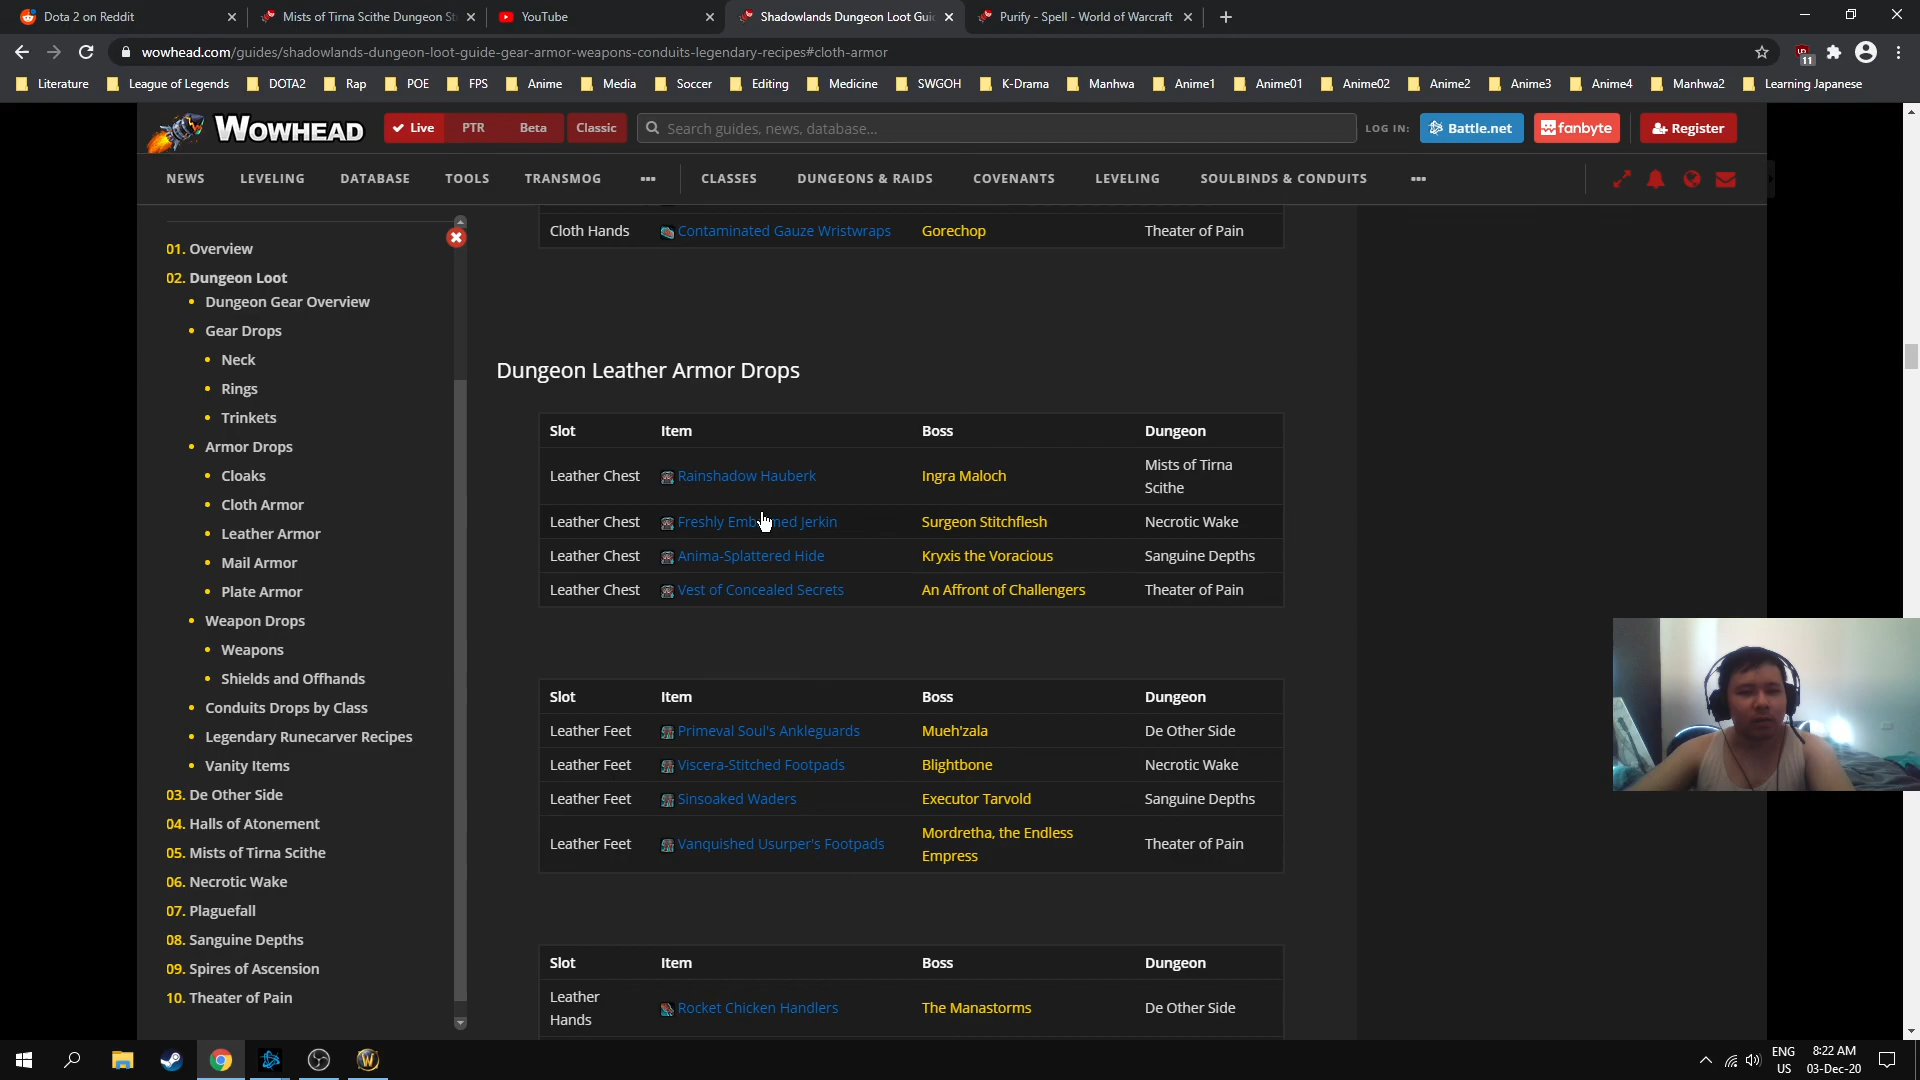 Dota 2 on Reddit
Mists of Tirna Scithe Dungeon St
YouTube
Shadowlands Dungeon Loot Gui
Purify - Spell - World of Warcraft
wowhead.com/guides/shadowlands-dungeon-loot-guide-gear-armor-weapons-conduits-legendary-recipes#cloth-armor
11
Literature League of Legends DOTA2 Rap POE FPS Anime Media Soccer Editing Medicine SWGOH K-Drama Manhwa Anime1 Anime01 Anime02 Anime2 Anime3 Anime4 Manhwa2 Learning Japanese
WOWHEAD Live PTR Beta Classic Search guides, news, database... LOG IN: Battle.net fanbyte Register
NEWS LEVELING DATABASE TOOLS TRANSMOG CLASSES DUNGEONS & RAIDS COVENANTS LEVELING SOULBINDS & CONDUITS
01. Overview
02. Dungeon Loot
Dungeon Gear Overview
Gear Drops
Neck
Rings
Trinkets
Armor Drops
Cloaks
Cloth Armor
Leather Armor
Mail Armor
Plate Armor
Weapon Drops
Weapons
Shields and Offhands
Conduits Drops by Class
Legendary Runecarver Recipes
Vanity Items
03. De Other Side
04. Halls of Atonement
05. Mists of Tirna Scithe
06. Necrotic Wake
07. Plaguefall
08. Sanguine Depths
09. Spires of Ascension
10. Theater of Pain
Cloth Hands Contaminated Gauze Wristwraps Gorechop Theater of Pain
Dungeon Leather Armor Drops
Slot Item Boss Dungeon
Leather Chest Rainshadow Hauberk Ingra Maloch Mists of Tirna Scithe
Leather Chest Freshly Embalmed Jerkin Surgeon Stitchflesh Necrotic Wake
Leather Chest Anima-Splattered Hide Kryxis the Voracious Sanguine Depths
Leather Chest Vest of Concealed Secrets An Affront of Challengers Theater of Pain
Slot Item Boss Dungeon
Leather Feet Primeval Soul's Ankleguards Mueh'zala De Other Side
Leather Feet Viscera-Stitched Footpads Blightbone Necrotic Wake
Leather Feet Sinsoaked Waders Executor Tarvold Sanguine Depths
Leather Feet Vanquished Usurper's Footpads Mordretha, the Endless Empress Theater of Pain
Slot Item Boss Dungeon
Leather Hands Rocket Chicken Handlers The Manastorms De Other Side
ENG
US
8:22 AM
03-Dec-20